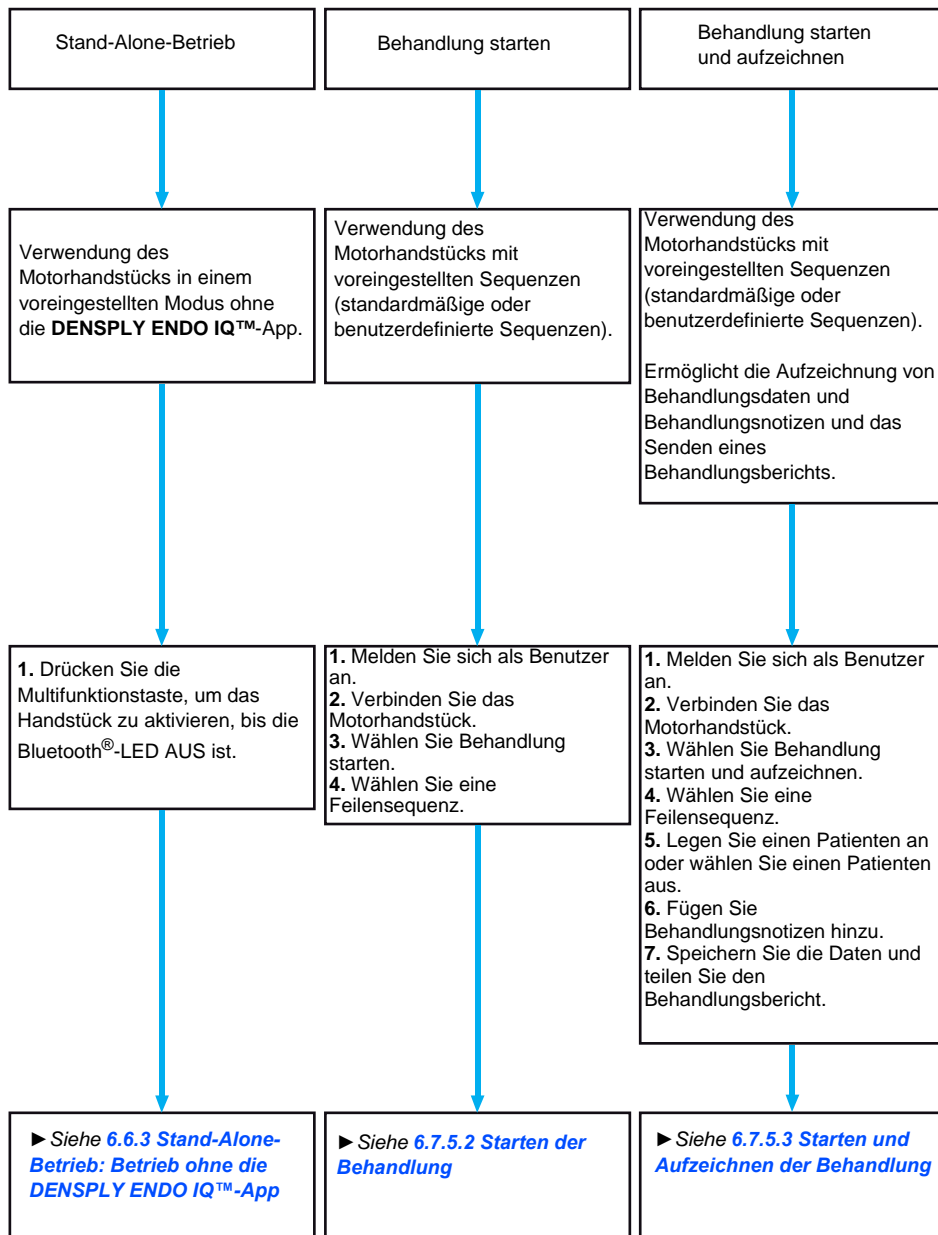 Stand-Alone-Betrieb
Behandlung starten
Behandlung starten
und aufzeichnen
Verwendung des
Motorhandstücks in einem
voreingestellten Modus ohne
die DENSPLY ENDO IQ™-App.
Verwendung des
Motorhandstücks mit
voreingestellten Sequenzen
(standardmäßige oder
benutzerdefinierte Sequenzen).
Verwendung des
Motorhandstücks mit
voreingestellten Sequenzen
(standardmäßige oder
benutzerdefinierte Sequenzen).
Ermöglicht die Aufzeichnung von
Behandlungsdaten und
Behandlungsnotizen und das
Senden eines
Behandlungsberichts.
1. Drücken Sie die
Multifunktionstaste, um das
Handstück zu aktivieren, bis die
Bluetooth®-LED AUS ist.
1. Melden Sie sich als Benutzer
an.
2. Verbinden Sie das
Motorhandstück.
3. Wählen Sie Behandlung
starten.
4. Wählen Sie eine
Feilensequenz.
1. Melden Sie sich als Benutzer
an.
2. Verbinden Sie das
Motorhandstück.
3. Wählen Sie Behandlung
starten und aufzeichnen.
4. Wählen Sie eine
Feilensequenz.
5. Legen Sie einen Patienten an
oder wählen Sie einen Patienten
aus.
6. Fügen Sie
Behandlungsnotizen hinzu.
7. Speichern Sie die Daten und
teilen Sie den
Behandlungsbericht.
►Siehe 6.6.3 Stand-Alone-
Betrieb: Betrieb ohne die
DENSPLY ENDO IQ™-App
►Siehe 6.7.5.2 Starten der
Behandlung
►Siehe 6.7.5.3 Starten und
Aufzeichnen der Behandlung